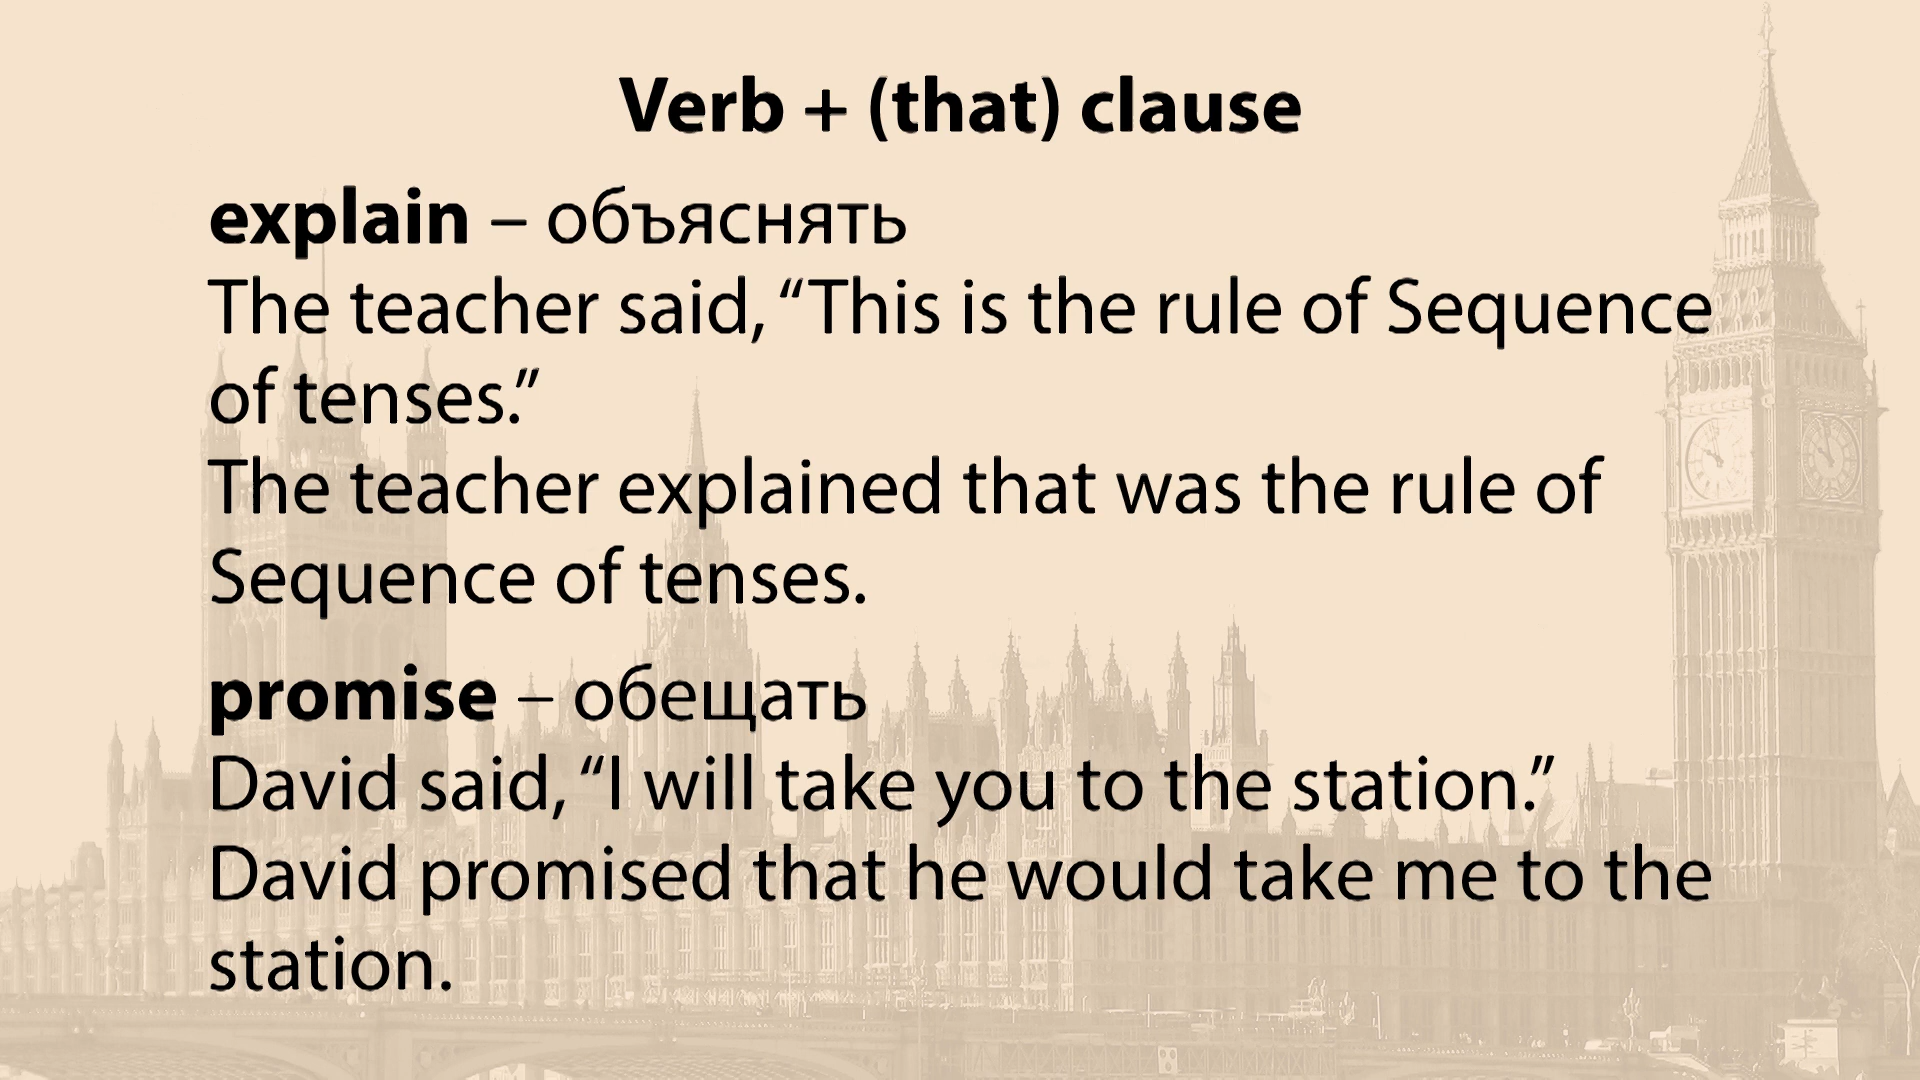 Verb + (that) clause
explain – объяснять
The teacher said, “This is the rule of Sequence
of tenses.”
The teacher explained that was the rule of
Sequence of tenses.
promise – обещать
David said, “I will take you to the station.”
David promised that he would take me to the
station.